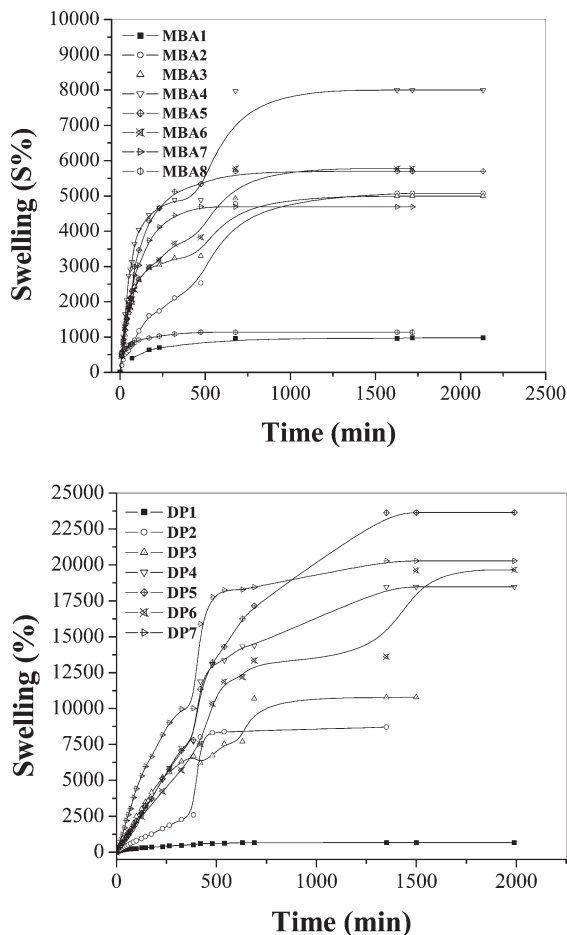 10000
9000
8000
7000
6000
5000
4000
3000
2000
1000
0
Swelling (S%)
MBA1
MBA2
MBA3
MBA4
MBA5
MBA6
MBA7
MBA8
0 500 1000 1500 2000 2500
Time (min)
25000
22500
20000
17500
15000
12500
10000
7500
5000
2500
0
Swelling (%)
DP1
DP2
DP3
DP4
DP5
DP6
DP7
0 500 1000 1500 2000
Time (min)